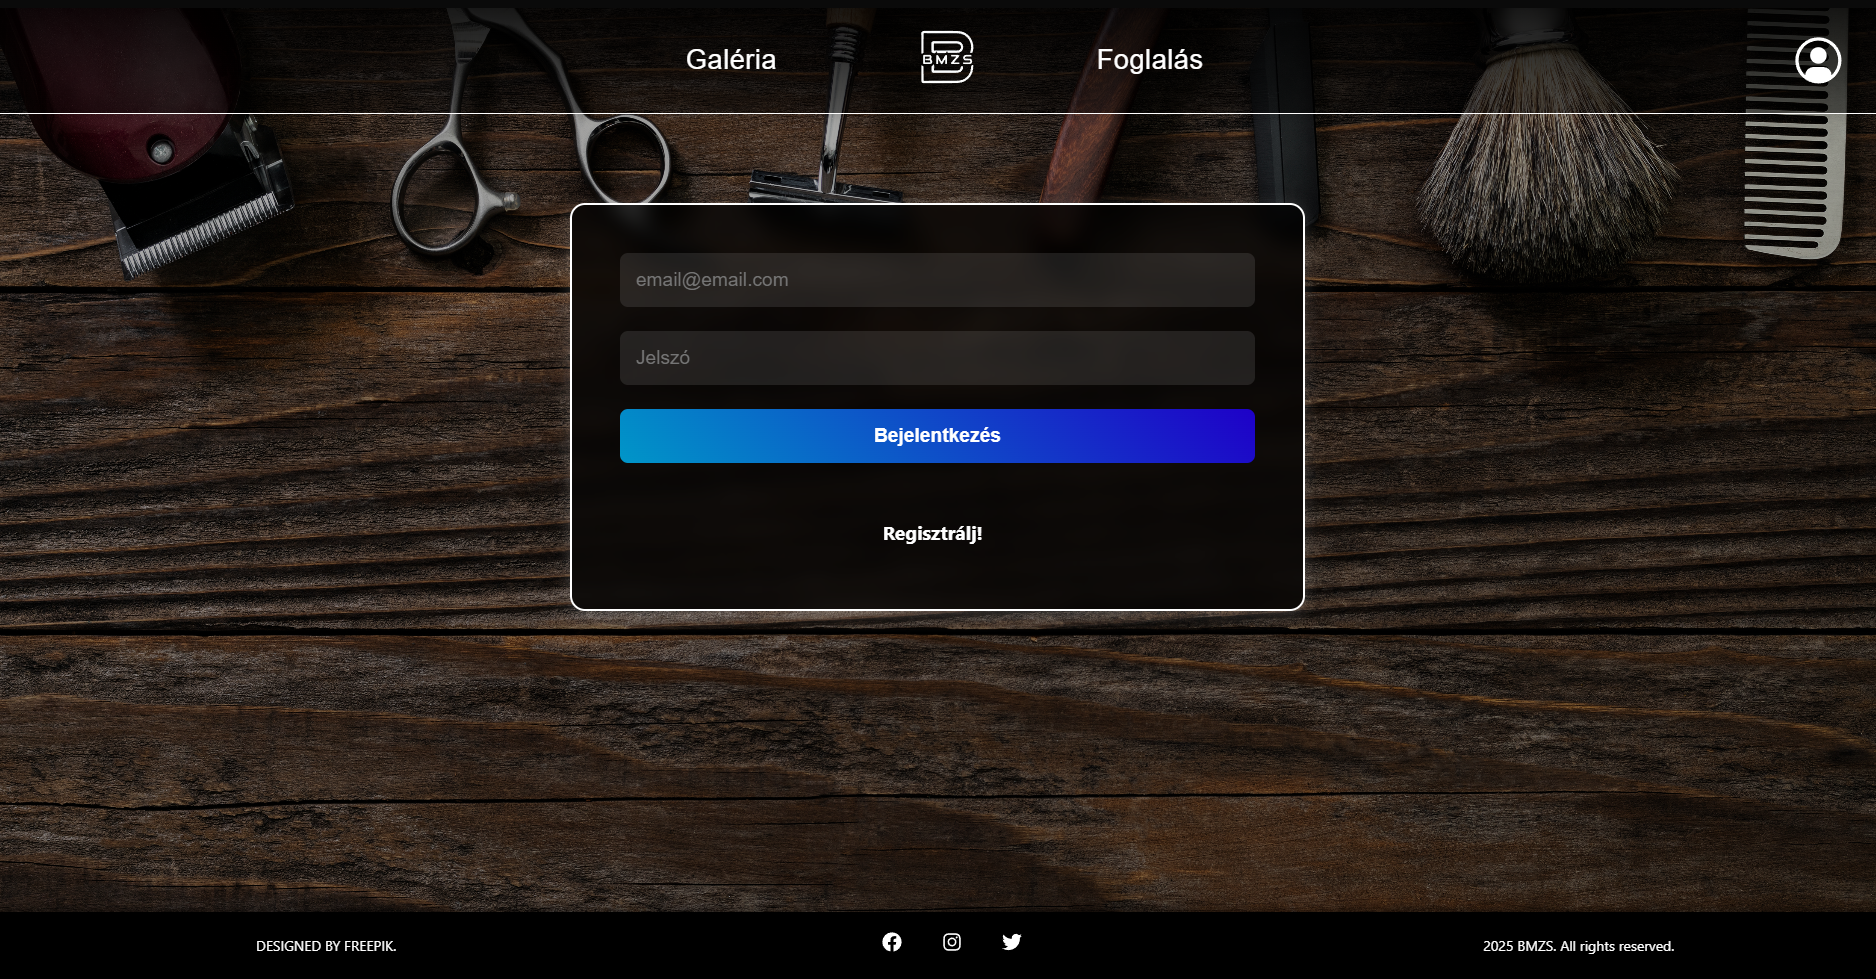 Galéria
BMZS
Foglalás
email@email.com
Jelszó
Bejelentkezés
Regisztrálj!
DESIGNED BY FREEPIK.
2025 BMZS. All rights reserved.